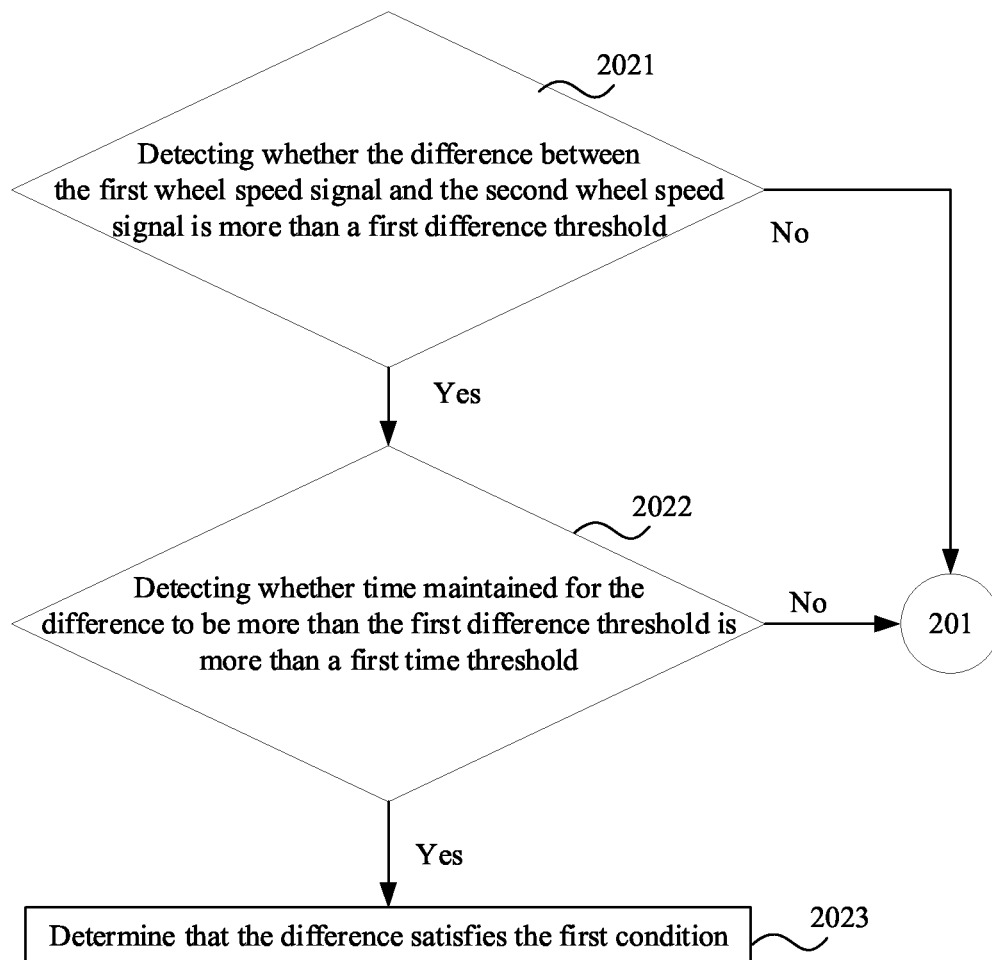 2021
Detecting whether the difference between
the first wheel speed signal and the second wheel speed
signal is more than a first difference threshold
No
Yes
2022
Detecting whether time maintained for the
difference to be more than the first difference threshold is
more than a first time threshold
No
201
Yes
2023
Determine that the difference satisfies the first condition